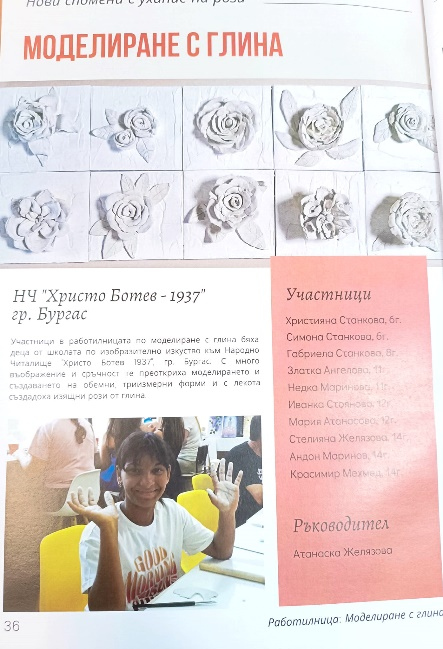 Нова спомени с ухание на рози
МОДЕЛИРАНЕ С ГЛИНА
НЧ "Христо Ботев - 1937"
гр. Бургас
Участници в работилницата по моделиране с глина бяха
деца от школата по изобразително изкуство към Народно
Читалище "Христо Ботев 1937", гр. Бургас. С много
въображение и сръчност те преоткриха моделирането и
създаването на обемни, триизмерни форми и с лекота
създадоха изящни рози от глина.
GOOD
Участници
Християна Станкова, 6г.
Симона Станкова, 6г.
Габриела Станкова, 8г.
Златка Ангелова, 11г.
Недка Маринова, 11г.
Иванка Стоянова, 12г.
Мария Атанасова, 12г.
Стелияна Желязова, 14г.
Андон Маринов, 14г.
Красимир 14г.
Ръководител
Атанаска Желязова
36
Работилница: Моделиране с глина